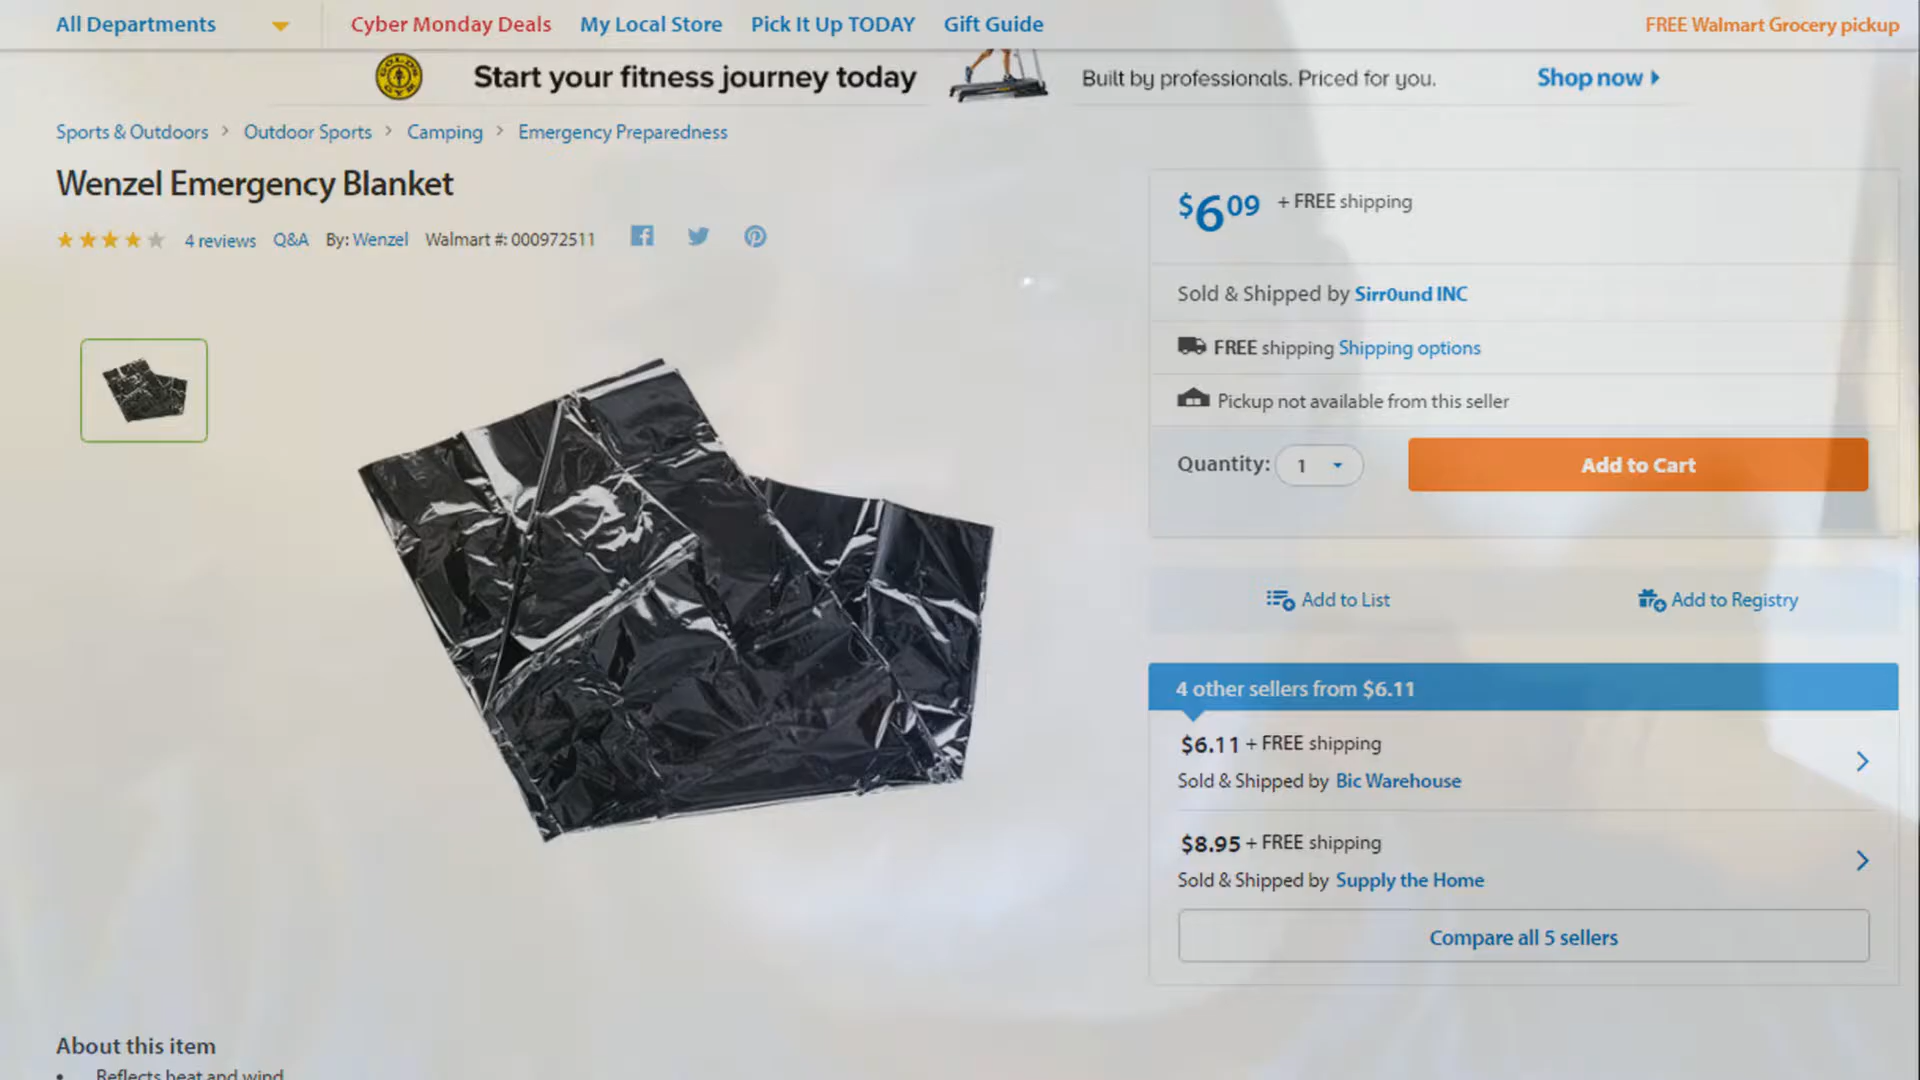 All Departments
Cyber Monday Deals
My Local Store
Pick It Up TODAY
Gift Guide
FREE Walmart Grocery pickup
GOLD'S GYM
Start your fitness journey today
Built by professionals. Priced for you.
Shop now
Sports & Outdoors > Outdoor Sports > Camping > Emergency Preparedness
Wenzel Emergency Blanket
4 reviews Q&A By: Wenzel Walmart #: 000972511
$609 + FREE shipping
Sold & Shipped by Sirr0und INC
FREE shipping Shipping options
Pickup not available from this seller
Quantity: 1
Add to Cart
Add to List
Add to Registry
4 other sellers from $6.11
$6.11 + FREE shipping
Sold & Shipped by Bic Warehouse
$8.95 + FREE shipping
Sold & Shipped by Supply the Home
Compare all 5 sellers
About this item
• Reflects heat and wind